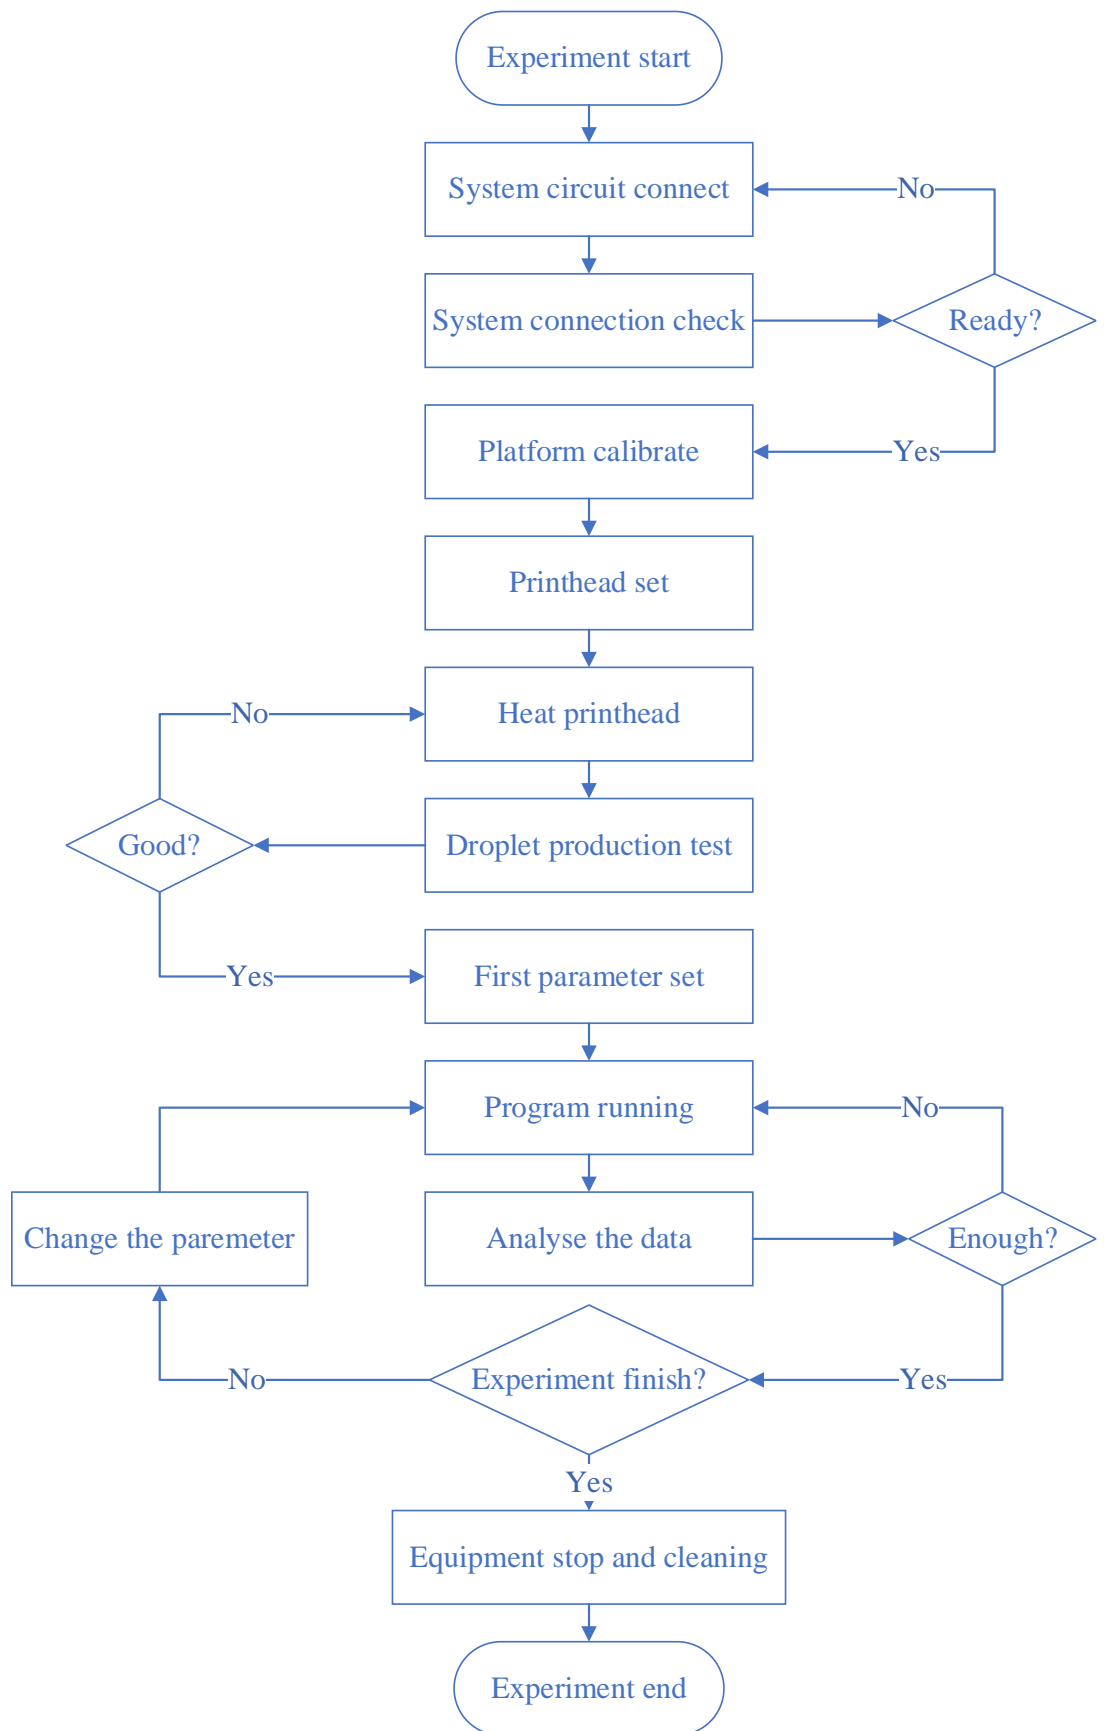 Experiment start
System circuit connect
No
System connection check
Ready?
Platform calibrate
Yes
Printhead set
No
Heat printhead
Good?
Droplet production test
Yes
First parameter set
Program running
No
Change the paremeter
Analyse the data
Enough?
No
Experiment finish?
Yes
Yes
Equipment stop and cleaning
Experiment end